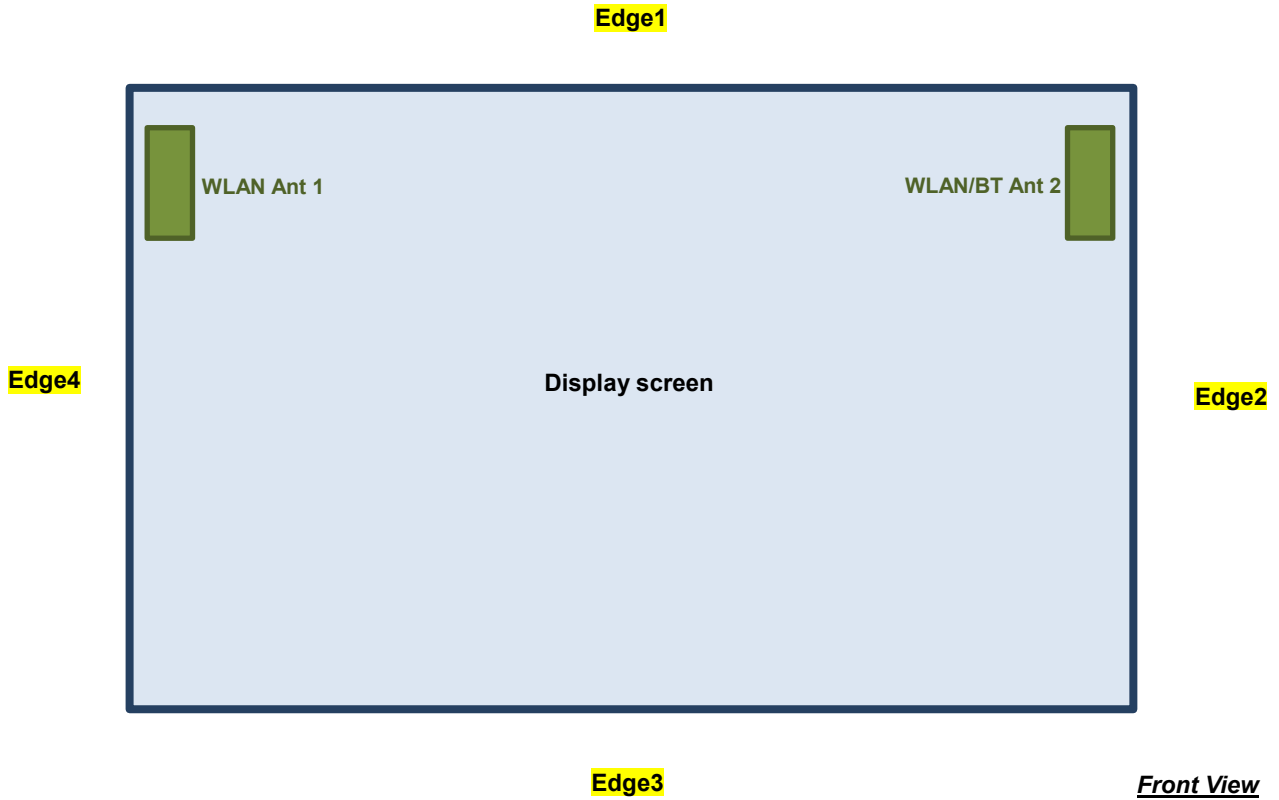 Edge1
WLAN Ant 1
WLAN/BT Ant 2
Edge4
Display screen
Edge2
Edge3
Front View